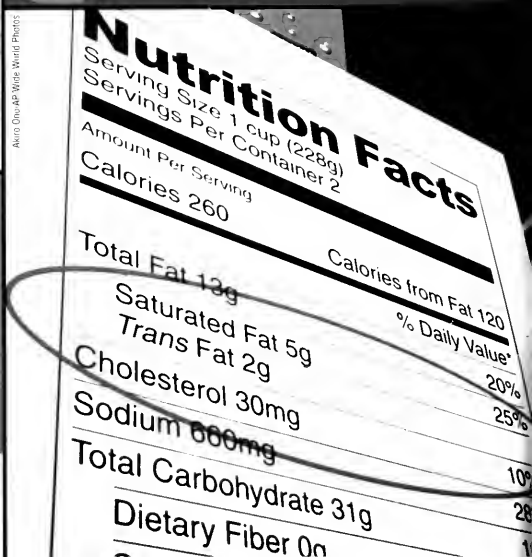 Akira Ono-AP Wide World Photos
Nutrition Facts
Serving Size 1 cup (228g)
Servings Per Container 2
Amount Per Serving
Calories 260 Calories from Fat 120
% Daily Value*
Total Fat 13g 20%
Saturated Fat 5g 25%
Trans Fat 2g
Cholesterol 30mg 10%
Sodium 660mg 28
Total Carbohydrate 31g
Dietary Fiber 0g